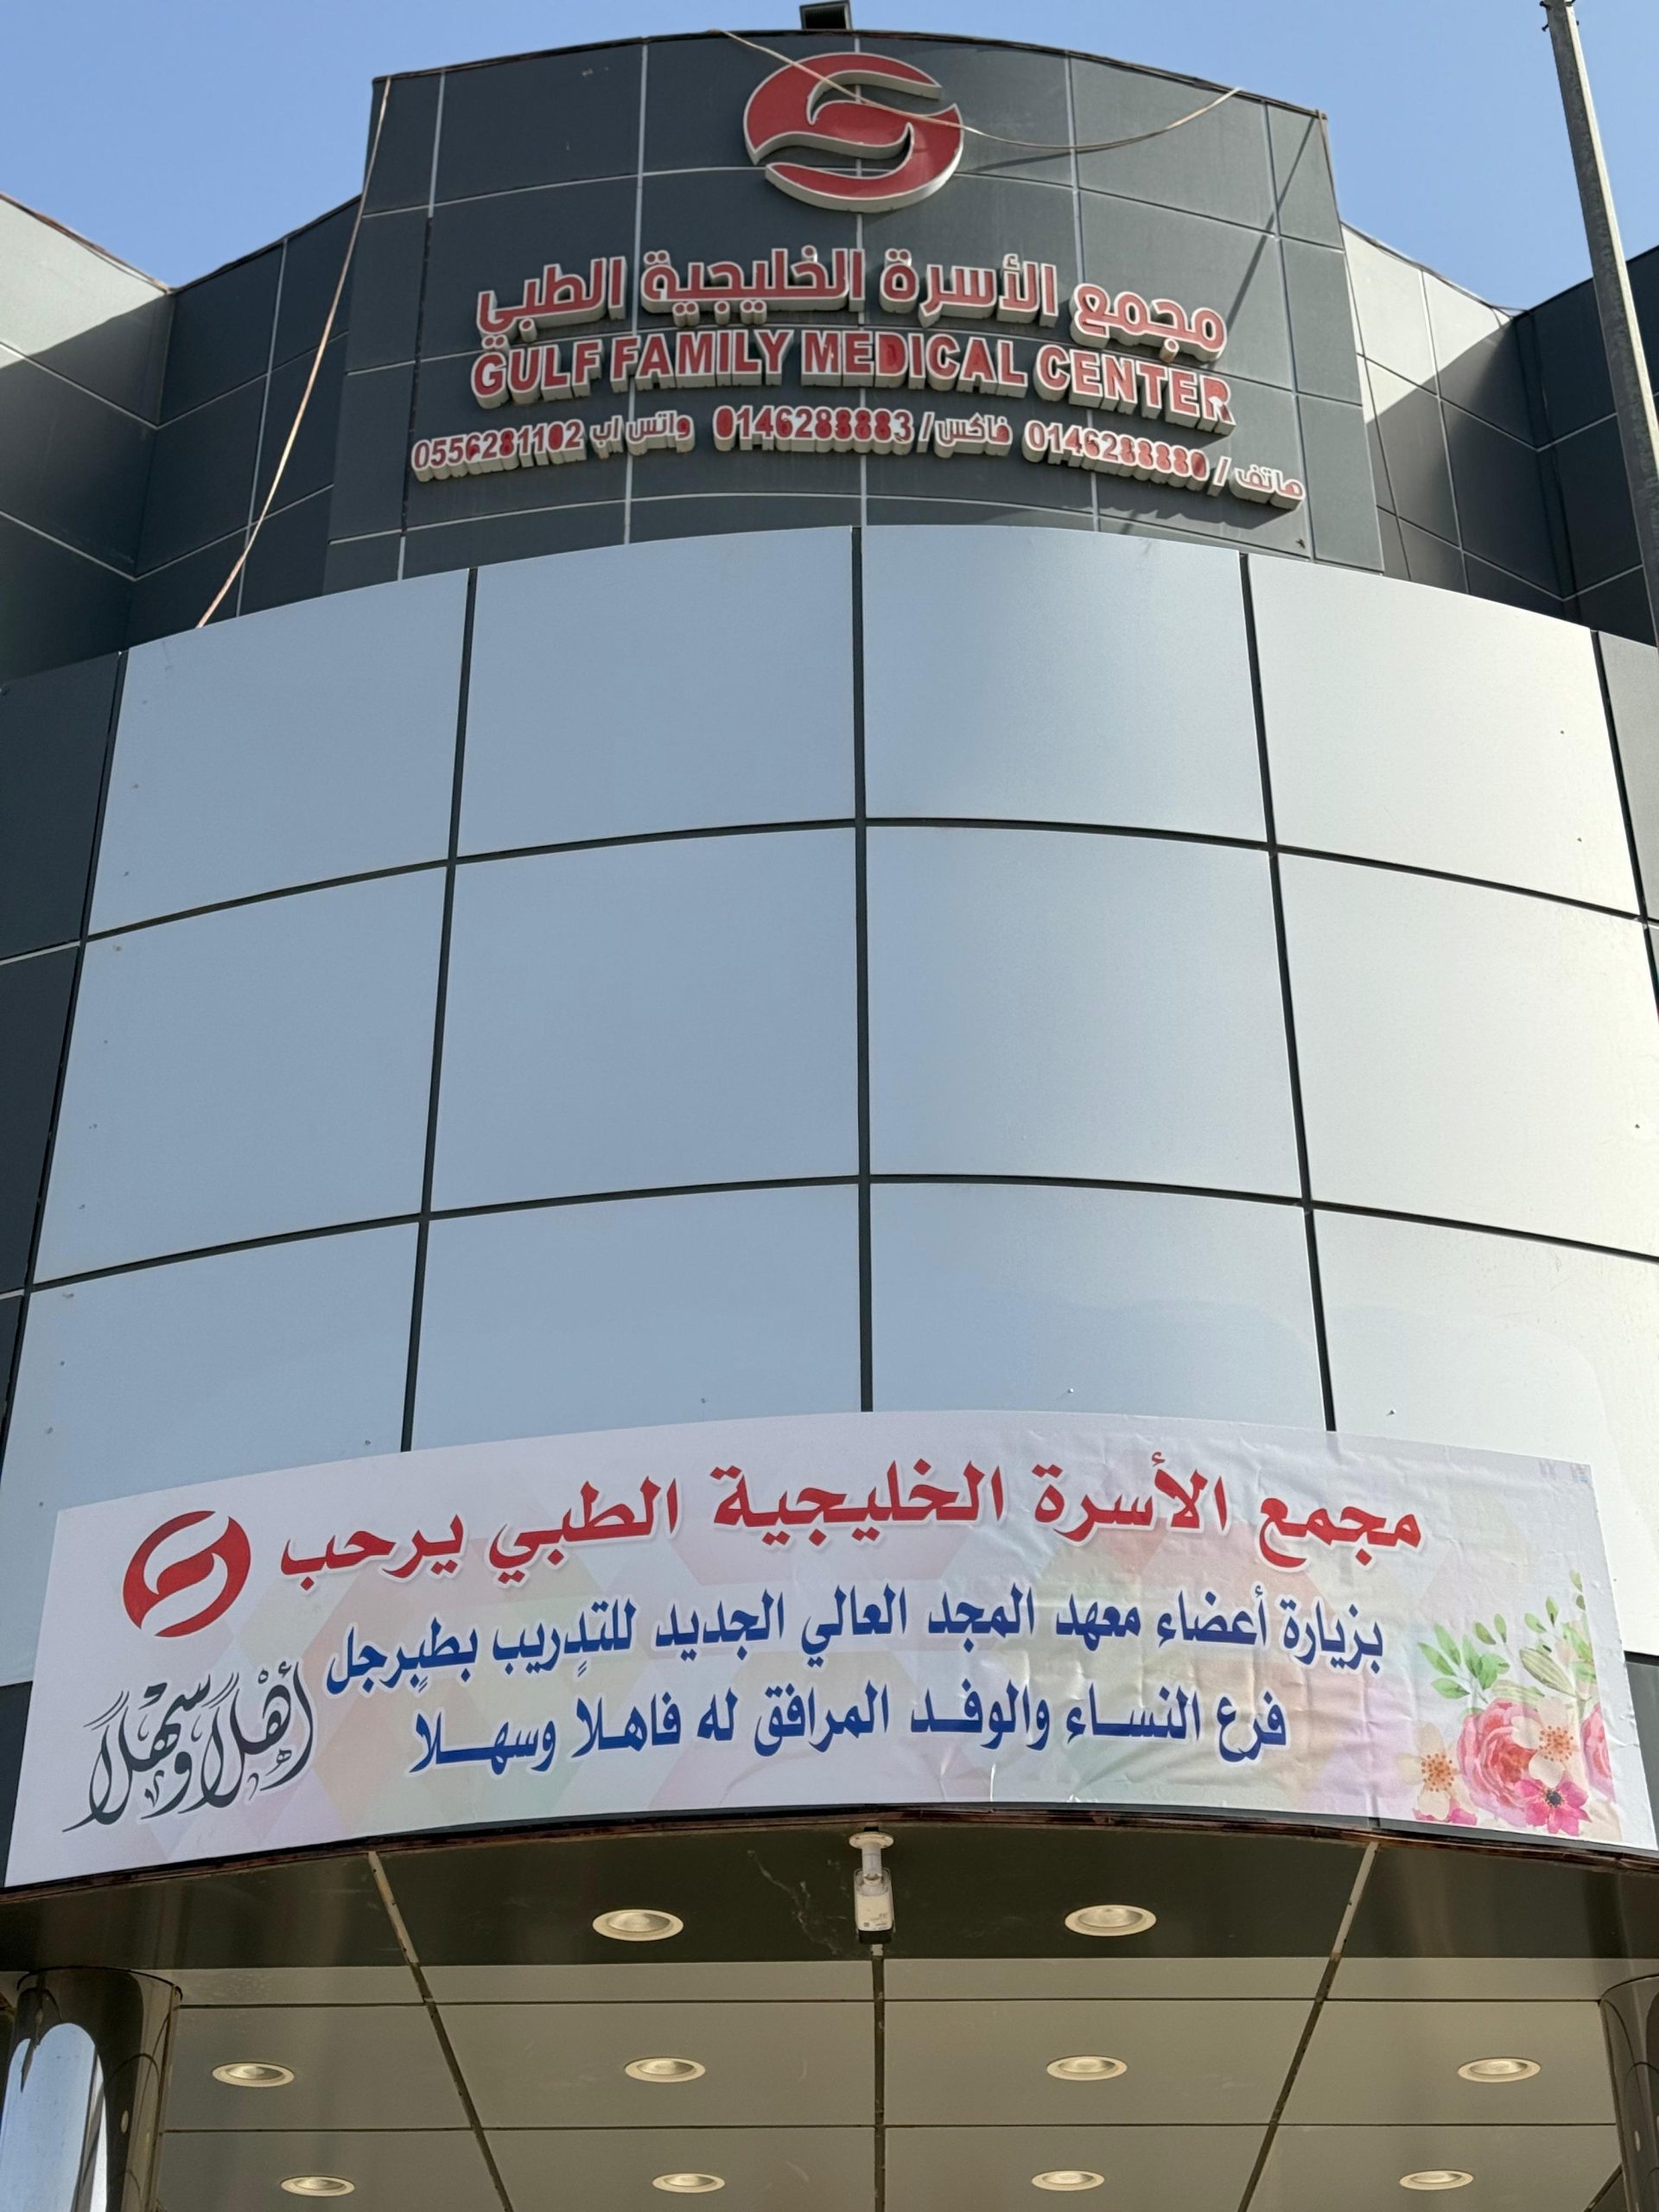 مجمع الأسرة الخليجية الطبي
GULF FAMILY MEDICAL CENTER
هاتف / 0146288880 فاكس / 0146288883 واتس اب 0556281102
مجمع الأسرة الخليجية الطبي يرحب
بزيارة أعضاء معهد المجد العالي الجديد للتدريب بطبرجل
فرع النساء والوفد المرافق له فاهلا وسهلا
أهلا وسهلا